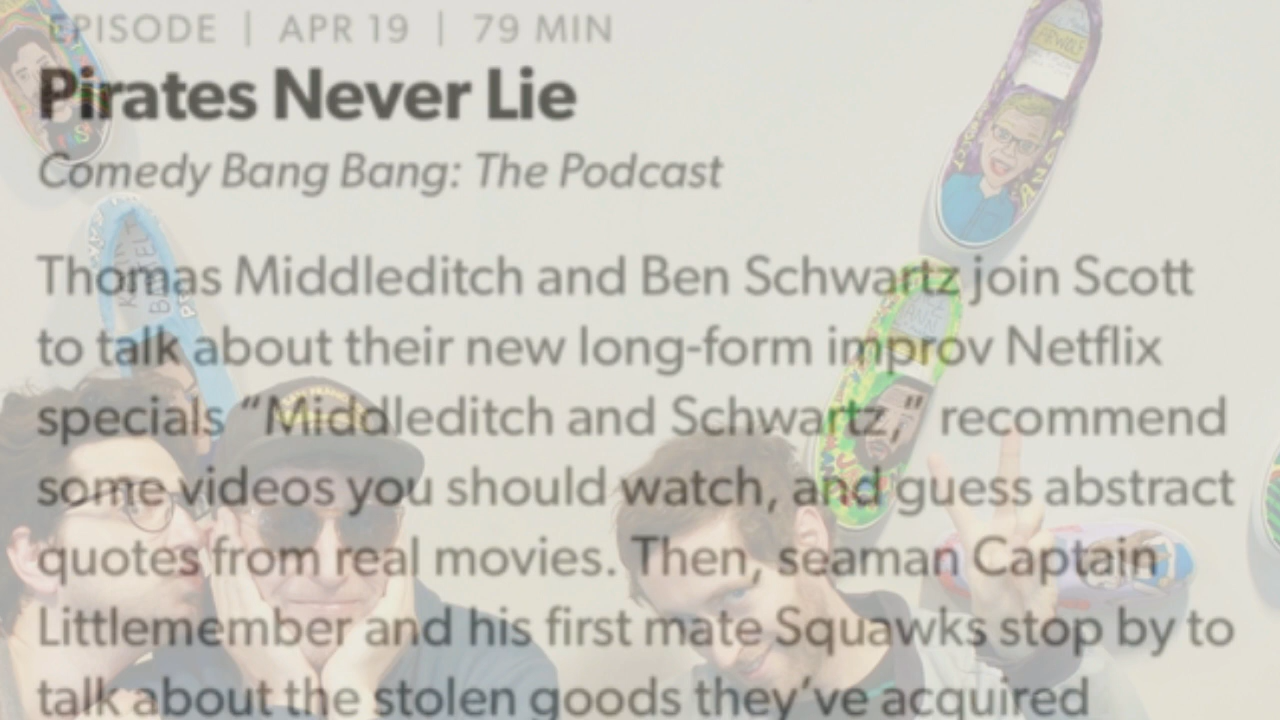 EPISODE | APR 19 | 79 MIN
Pirates Never Lie
Comedy Bang Bang: The Podcast
Thomas Middleditch and Ben Schwartz join Scott
to talk about their new long-form improv Netflix
specials “Middleditch and Schwartz,” recommend
some videos you should watch, and guess abstract
quotes from real movies. Then, seaman Captain
Littlemember and his first mate Squawks stop by to
talk about the stolen goods they’ve acquired